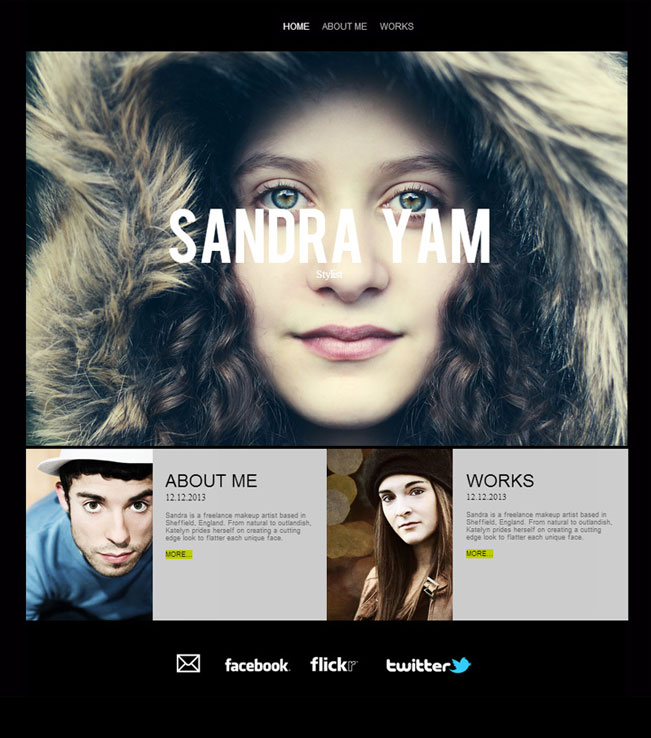 HOME ABOUT ME WORKS
SANDRA YAM
Stylist
ABOUT ME
12.12.2013
Sandra is a freelance makeup artist based in
Sheffield, England. From natural to outlandish,
Katelyn prides herself on creating a cutting
edge look to flatter each unique face.
MORE...
WORKS
12.12.2013
Sandra is a freelance makeup artist based in
Sheffield, England. From natural to outlandish,
Katelyn prides herself on creating a cutting
edge look to flatter each unique face.
MORE...
facebook. flickr twitter